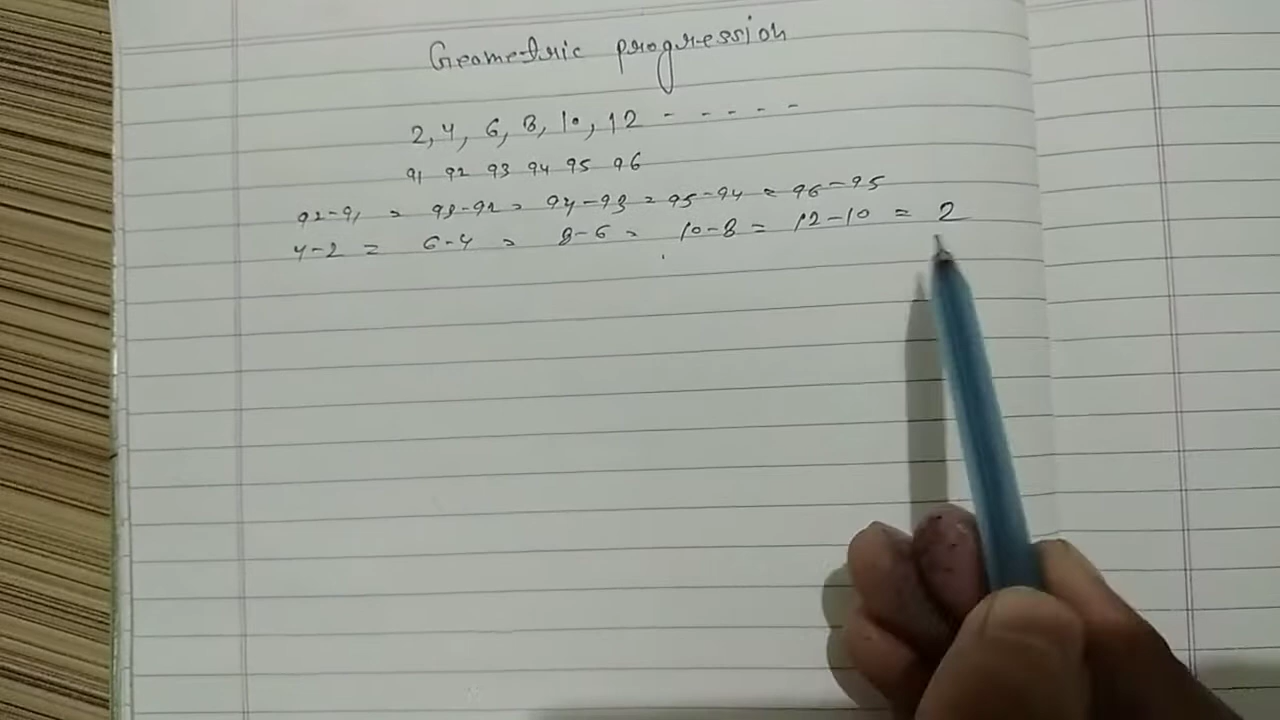 Geometric progression
2, 4, 6, 8, 10, 12 - - - - -
a1 a2 a3 a4 a5 a6
a2-a1 = a3-a2 = a4-a3 = a5-a4 = a6-a5
4-2 = 6-4 = 8-6 = 10-8 = 12-10 = 2